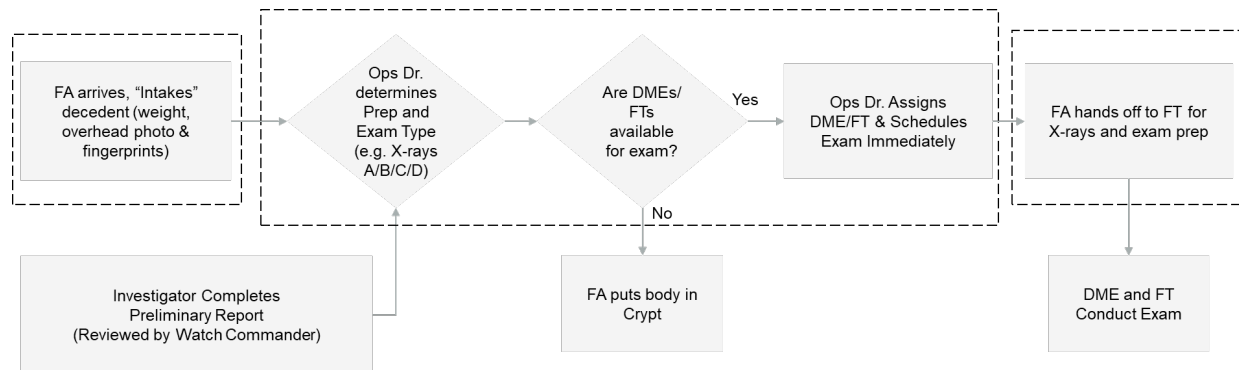 FA arrives, “Intakes”
decedent (weight,
overhead photo &
fingerprints)
Ops Dr.
determines
Prep and
Exam Type
(e.g. X-rays
A/B/C/D)
Are DMEs/
FTs
available
for exam?
Yes
No
Ops Dr. Assigns
DME/FT & Schedules
Exam Immediately
FA hands off to FT for
X-rays and exam prep
Investigator Completes
Preliminary Report
(Reviewed by Watch Commander)
FA puts body in
Crypt
DME and FT
Conduct Exam